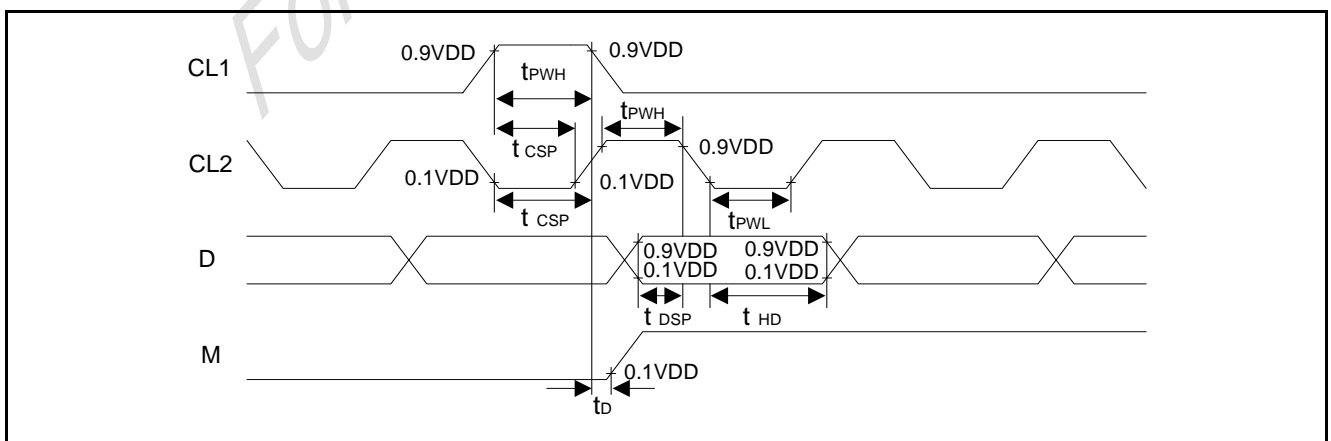 For
0.9VDD 0.9VDD
CL1
tPWH
tPWH
t CSP
0.9VDD
CL2
0.1VDD 0.1VDD
t CSP
tPWL
0.9VDD 0.9VDD
D
0.1VDD 0.1VDD
t DSP t HD
M
0.1VDD
tD